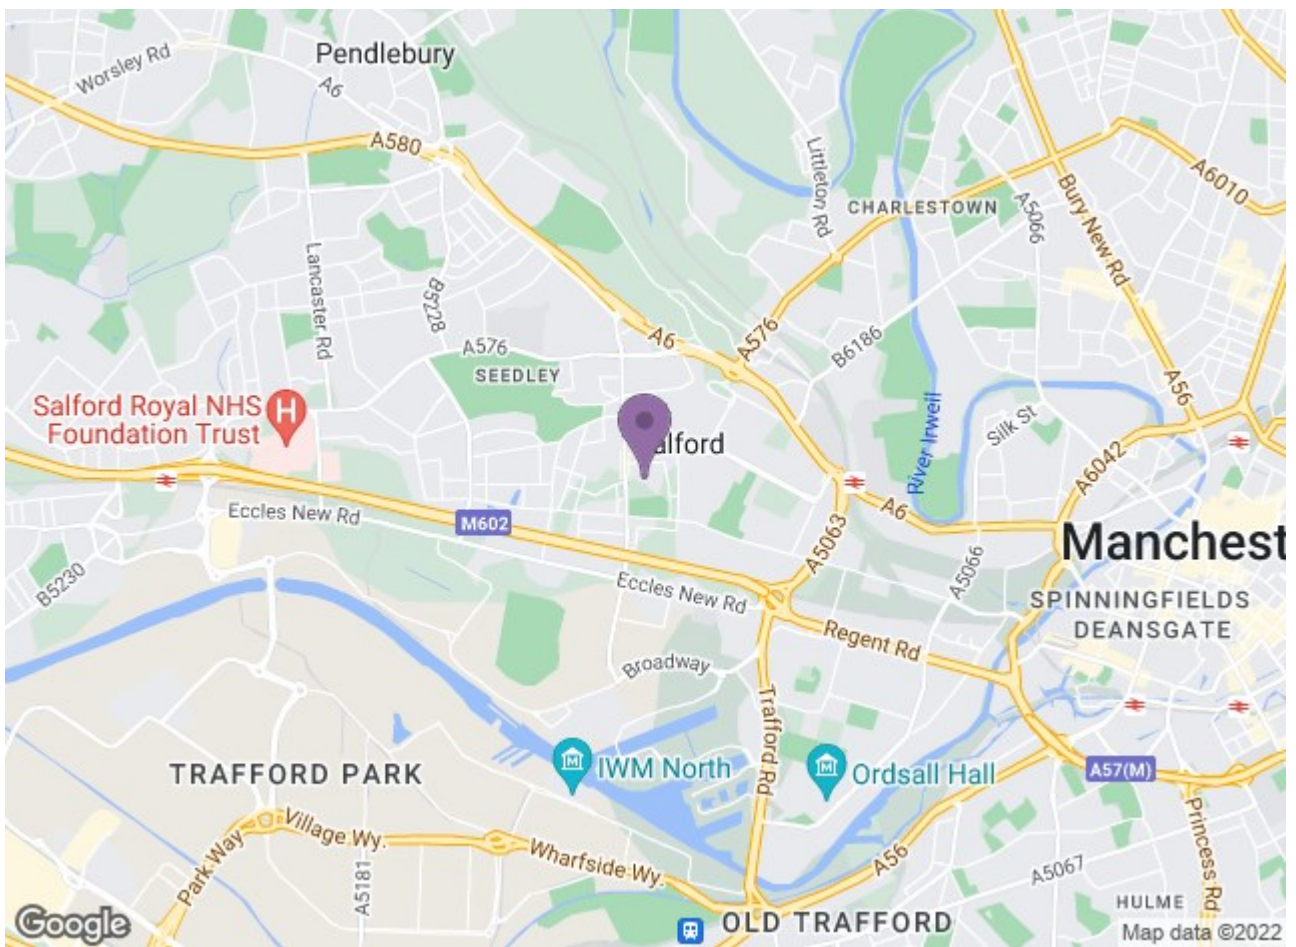 Pendlebury
Worsley Rd
A6
A580
Littleton Rd
CHARLESTOWN
A5066
Bury New Rd
A6010
Lancaster Rd
B5228
A576
SEEDLEY
A6
A576
B6186
A56
Salford Royal NHS
Foundation Trust
H
alford
Silk St
River Irwell
A6042
Eccles New Rd
M602
A6
A5063
Manchest
B5230
Eccles New Rd
A5066
SPINNINGFIELDS
DEANSGATE
Regent Rd
Broadway
Trafford Rd
TRAFFORD PARK
IWM North
Ordsall Hall
A57(M)
Princess Rd
Village Wy.
Park Way
Wharfside Wy.
A56
A5181
A5067
HULME
OLD TRAFFORD
Google
Map data ©2022